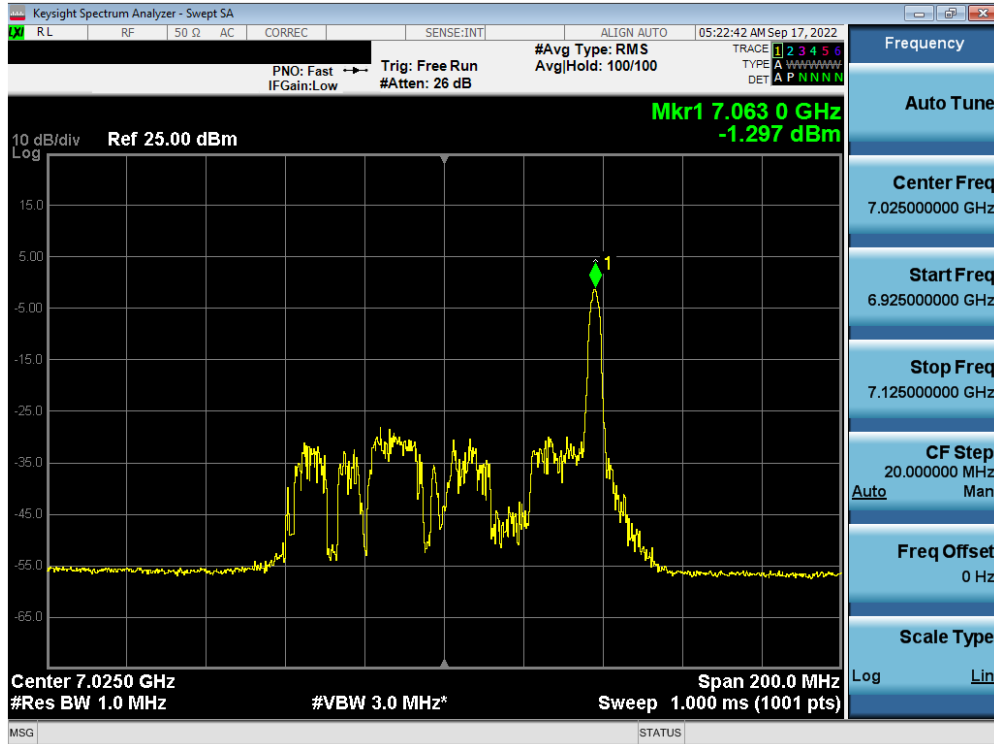 Keysight Spectrum Analyzer - Swept SA
LXI RL RF 50 Ω AC CORREC SENSE:INT ALIGN AUTO 05:22:42 AM Sep 17, 2022
PNO: Fast Trig: Free Run #Avg Type: RMS TRACE 1 2 3 4 5 6
IFGain:Low #Atten: 26 dB Avg|Hold: 100/100 TYPE A WWWWW
DET A P N N N N
Mkr1 7.063 0 GHz
-1.297 dBm
10 dB/div Ref 25.00 dBm
Log
15.0
5.00
-5.00
-15.0
-25.0
-35.0
-45.0
-55.0
-65.0
1
Center 7.0250 GHz Span 200.0 MHz
#Res BW 1.0 MHz #VBW 3.0 MHz* Sweep 1.000 ms (1001 pts)
MSG STATUS
Frequency
Auto Tune
Center Freq
7.025000000 GHz
Start Freq
6.925000000 GHz
Stop Freq
7.125000000 GHz
CF Step
20.000000 MHz
Auto Man
Freq Offset
0 Hz
Scale Type
Log Lin